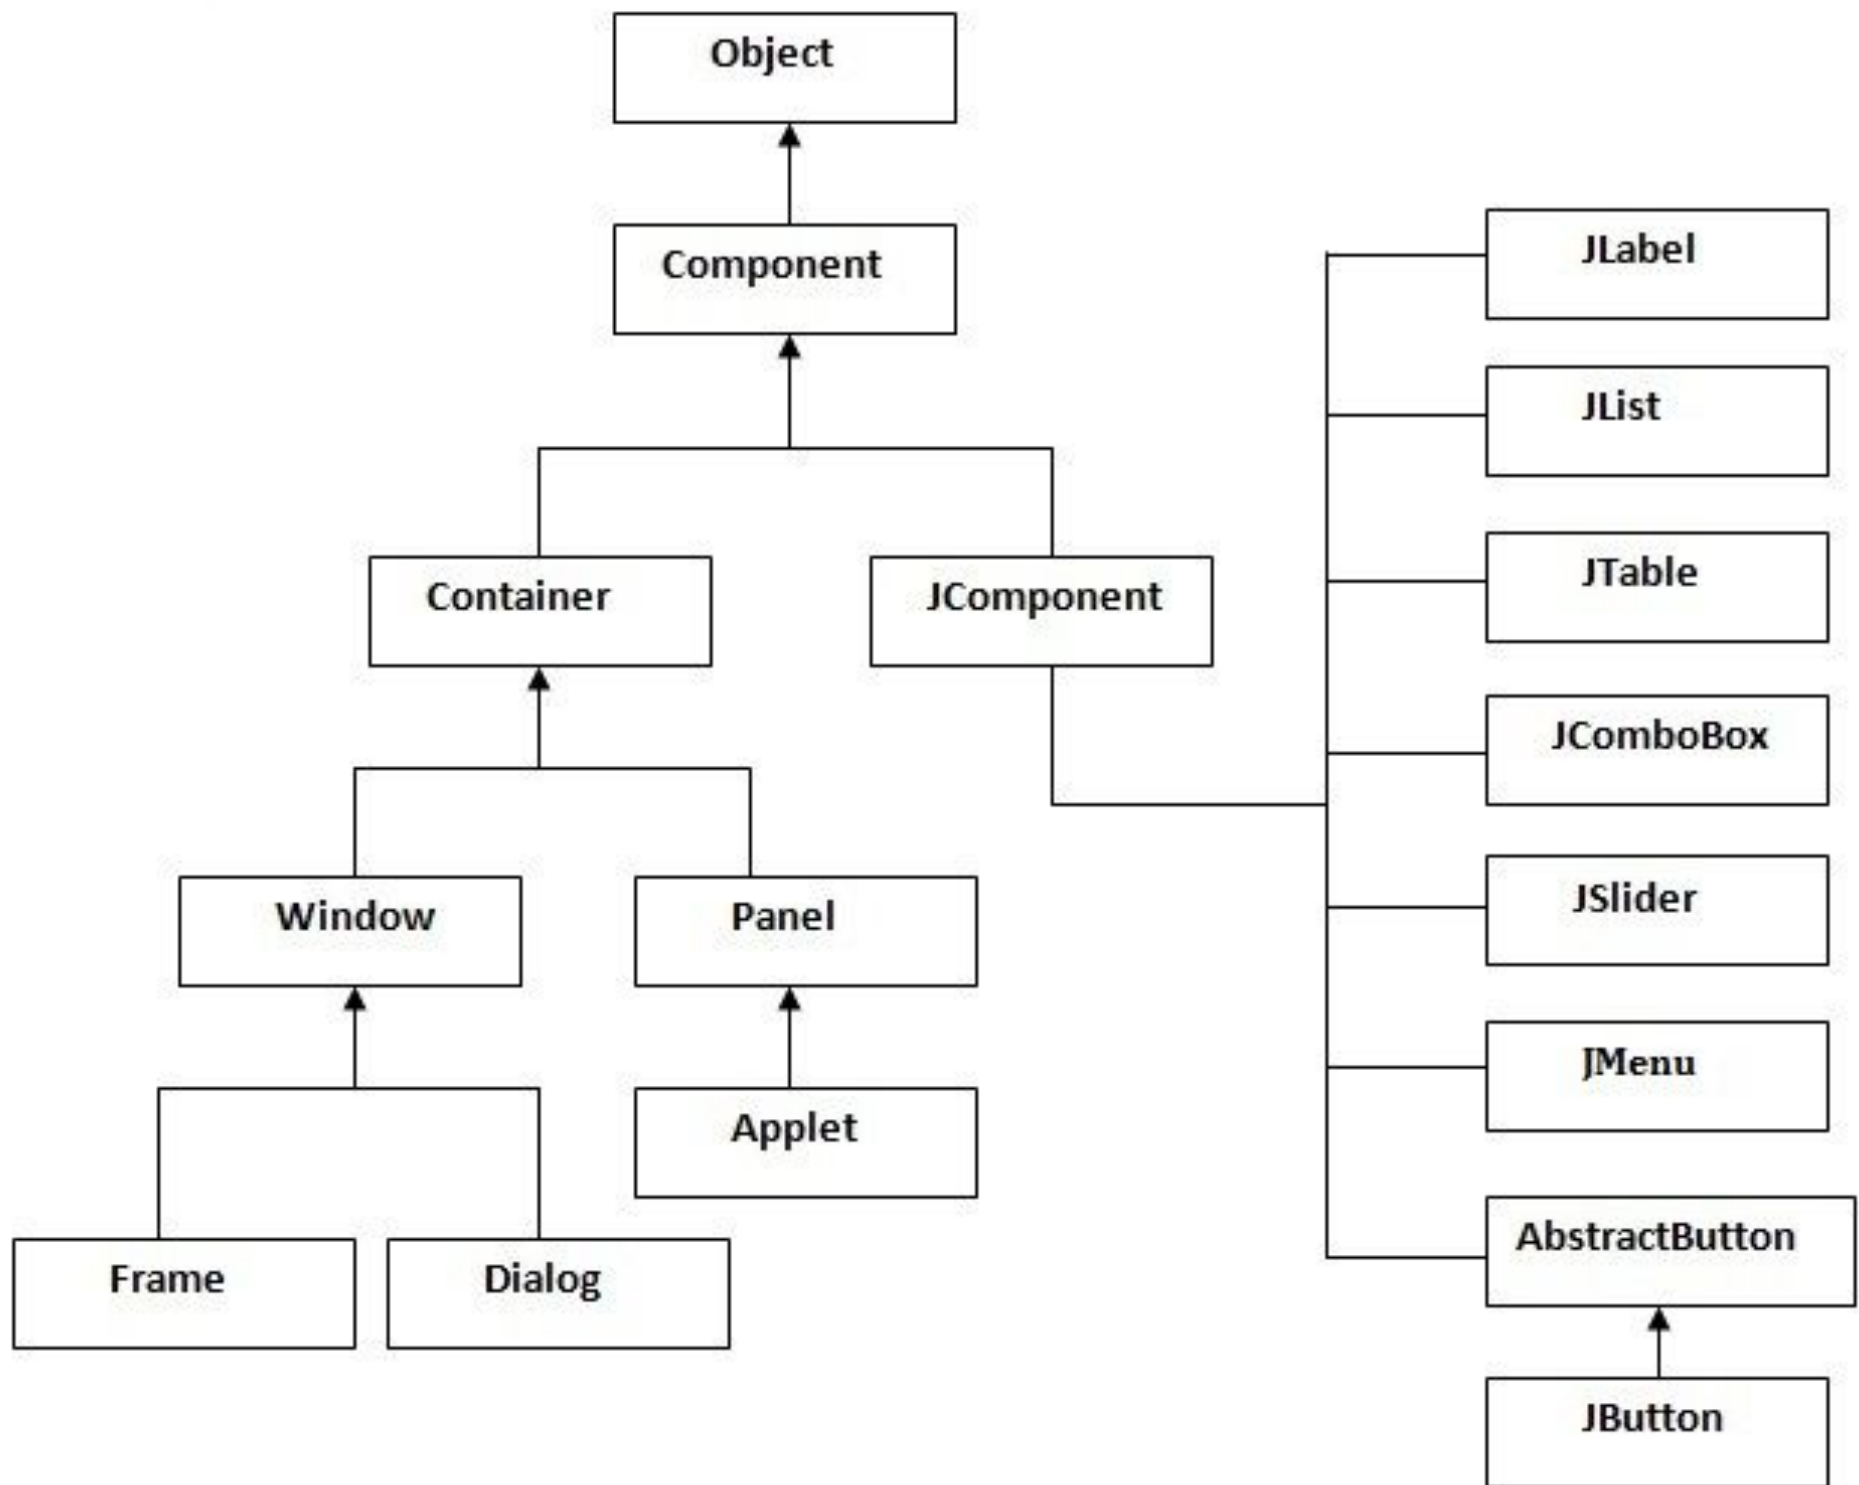 Object
Component
Container
JComponent
Window
Panel
Applet
Frame
Dialog
JLabel
JList
JTable
JComboBox
JSlider
JMenu
AbstractButton
JButton